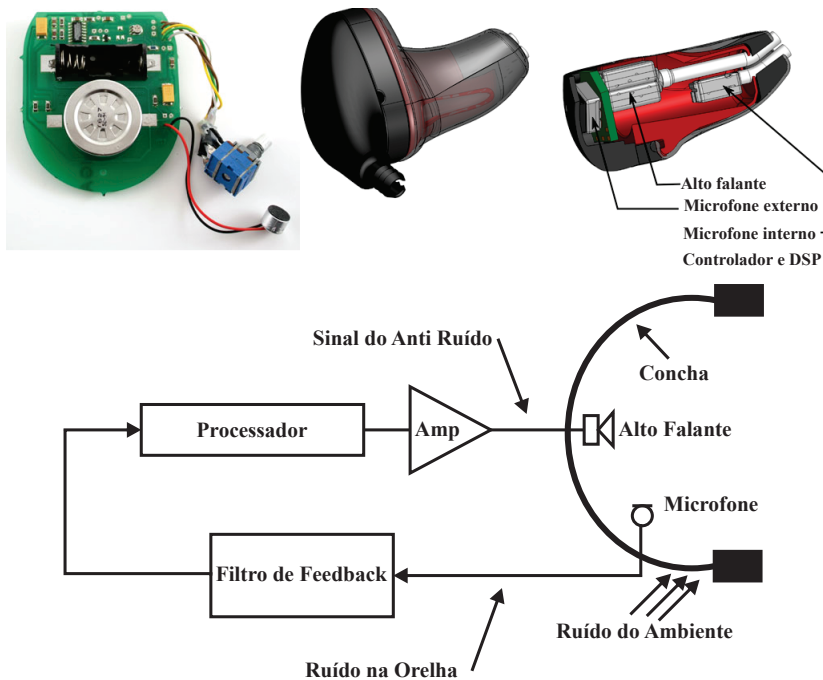 Alto falante
Microfone externo
Microfone interno
Controlador e DSP
Sinal do Anti Ruído
Concha
Processador
Amp
Alto Falante
Microfone
Filtro de Feedback
Ruído do Ambiente
Ruído na Orelha